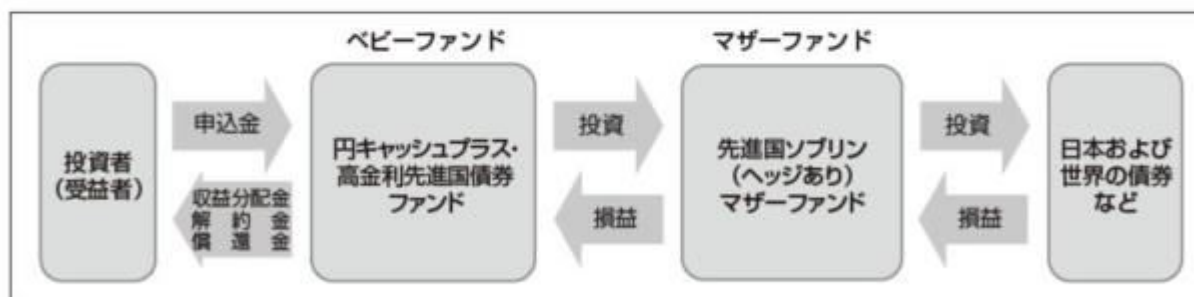 ベビーファンド
マザーファンド
投資者
（受益者）
申込金
収益分配金
解約金
償還金
円キャッシュプラス・
高金利先進国債券
ファンド
投資
損益
先進国ソブリン
（ヘッジあり）
マザーファンド
投資
損益
日本および
世界の債券
など